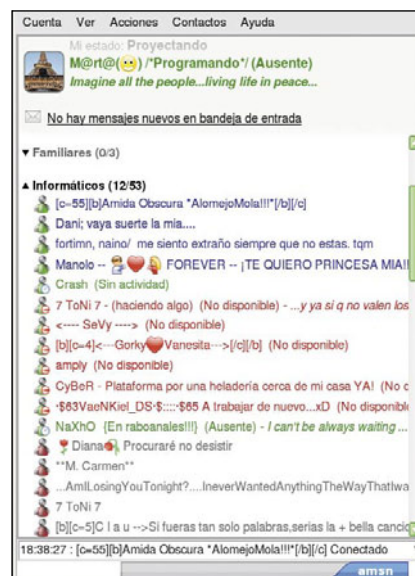 Cuenta Ver Acciones Contactos Ayuda
Mi estado: Proyectando
M@rt@(😀) /*Programando*/ (Ausente)
Imagine all the people...living life in peace...
No hay mensajes nuevos en bandeja de entrada
Familiares (0/3)
Informáticos (12/53)
[c=55][b]Amida Obscura *AlomejoMola!!!*[/b][/c]
Dani; vaya suerte la mia....
fortimn, naino/ me siento extraño siempre que no estas. tqm
Manolo -- FOREVER -- ¡TE QUIERO PRINCESA MIA!!
Crash (Sin actividad)
7 ToNi 7 - (haciendo algo) (No disponible) - ...y ya si q no valen los
<---- SeVy ----> (No disponible)
[b][c=4]<---Gorky❤Vanesita--->[/c][/b] (No disponible)
amply (No disponible)
CyBeR - Plataforma por una heladería cerca de mi casa YA! (No c
·$63VaeNKiel_DS·$::::·$65 A trabajar de nuevo...xD (No disponibl
NaXhO {En raboanales!!!} (Ausente) - I can't be always waiting ...
Diana Procuraré no desistir
**M. Carmen**
...AmILosingYouTonight?....IneverWantedAnythingTheWayThatIwa
7 ToNi 7
[b][c=5]C l a u -->Si fueras tan solo palabras,serias la + bella cancio
18:38:27 : [c=55][b]Amida Obscura *AlomejoMola!!!*[/b][/c] Conectado
amsn